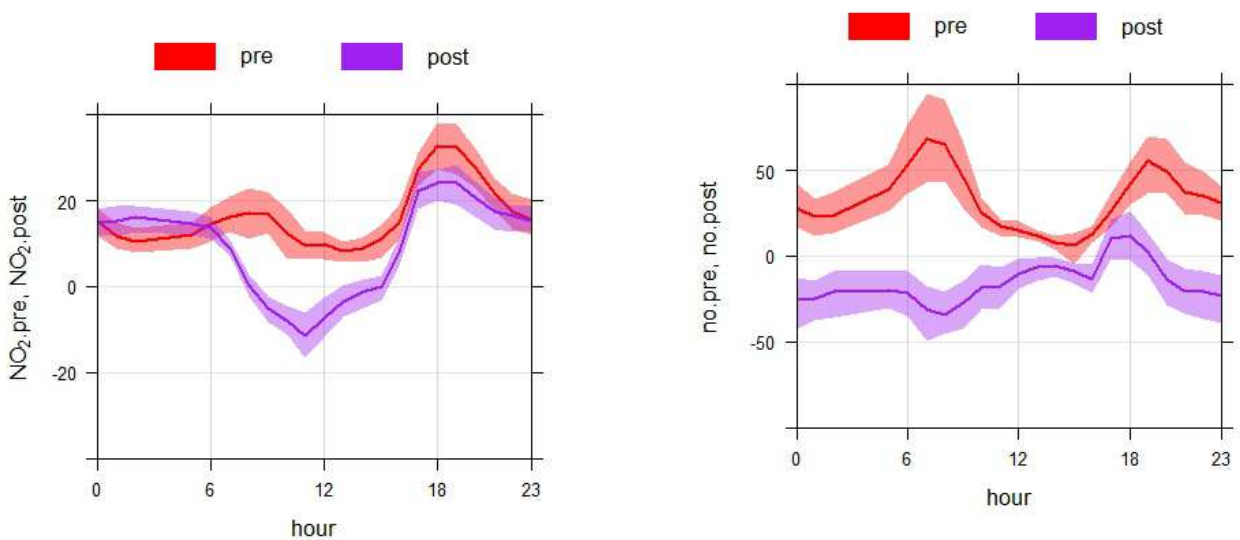 pre post
20
0
-20
NO2.pre, NO2.post
0 6 12 18 23
hour
pre post
50
0
-50
no.pre, no.post
0 6 12 18 23
hour